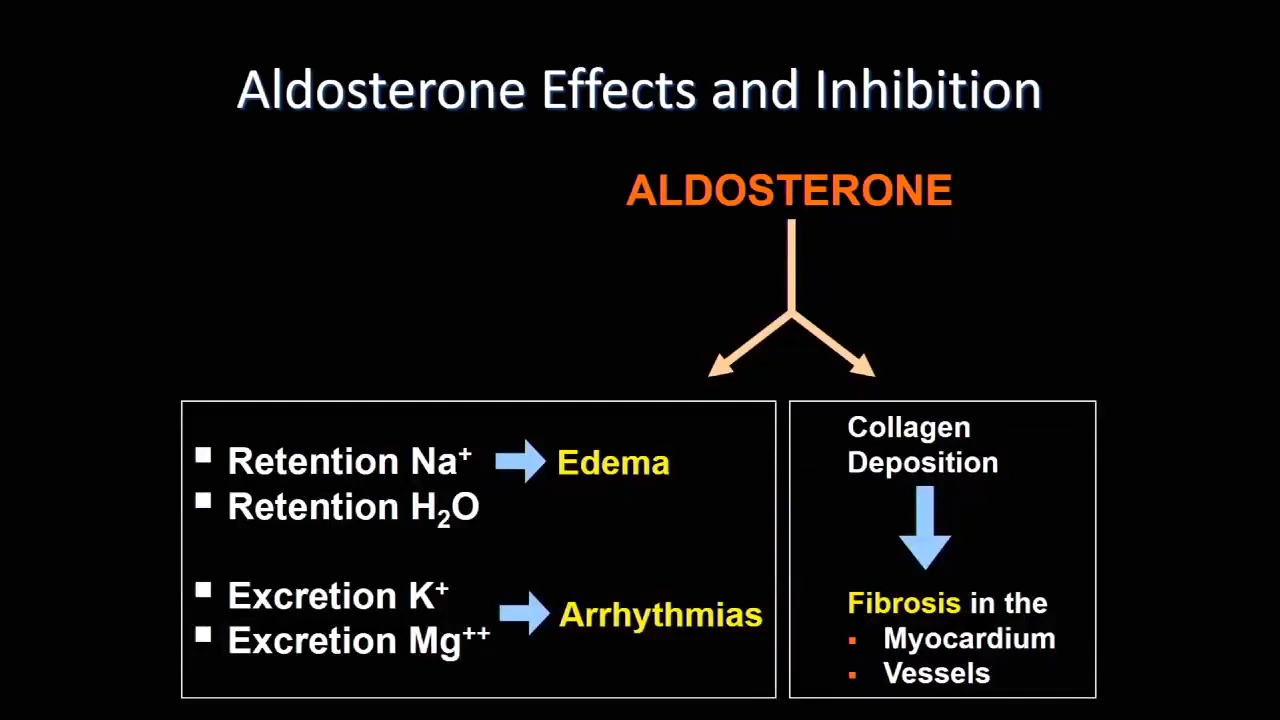 Aldosterone Effects and Inhibition
ALDOSTERONE
▪ Retention Na⁺
Edema
▪ Retention H₂O
▪ Excretion K⁺
Arrhythmias
▪ Excretion Mg⁺⁺
Collagen
Deposition
Fibrosis in the
▪ Myocardium
▪ Vessels